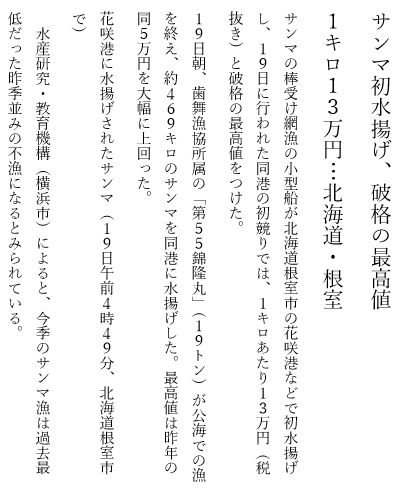 サンマ初水揚げ、破格の最高値
１キロ１３万円…北海道・根室
サンマの棒受け網漁の小型船が北海道根室市の花咲港などで初水揚げ
し、１９日に行われた同港の初競りでは、１キロあたり１３万円（税
抜き）と破格の最高値をつけた。
１９日朝、歯舞漁協所属の「第５５錦隆丸」（１９トン）が公海での漁
を終え、約４６９キロのサンマを同港に水揚げした。最高値は昨年の
同５万円を大幅に上回った。
花咲港に水揚げされたサンマ（１９日午前４時４９分、北海道根室市
で）
　水産研究・教育機構（横浜市）によると、今季のサンマ漁は過去最
低だった昨季並みの不漁になるとみられている。